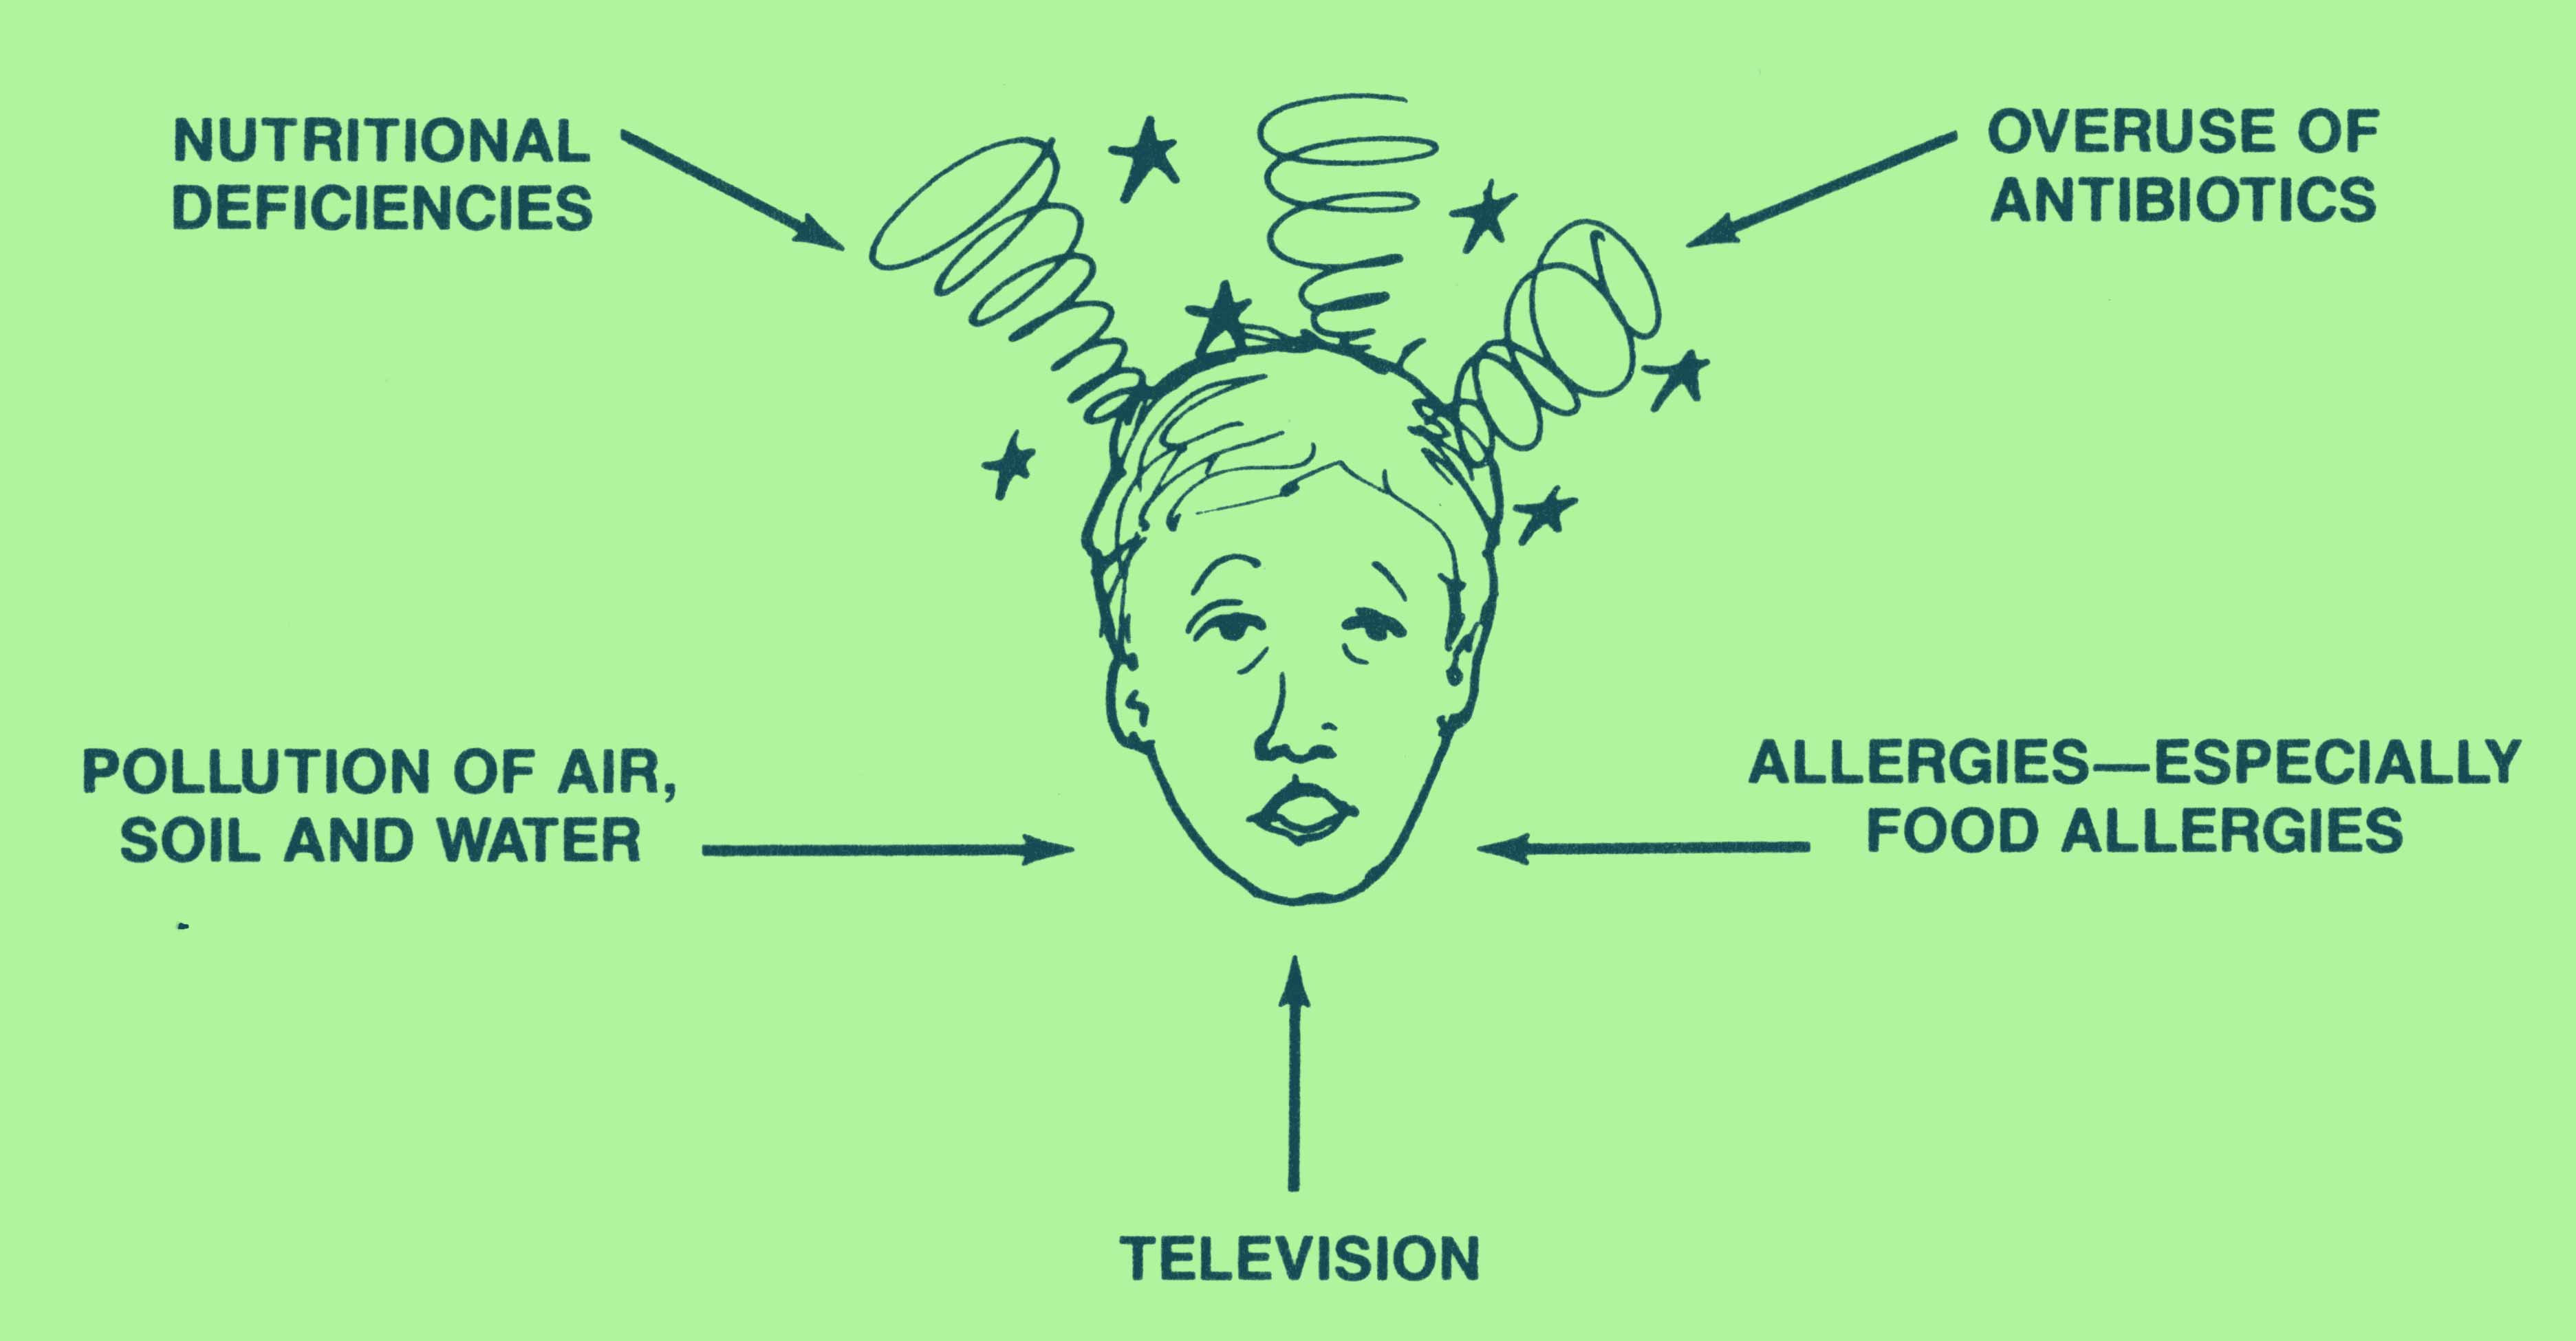 NUTRITIONAL
DEFICIENCIES
OVERUSE OF
ANTIBIOTICS
POLLUTION OF AIR,
SOIL AND WATER
ALLERGIES—ESPECIALLY
FOOD ALLERGIES
TELEVISION